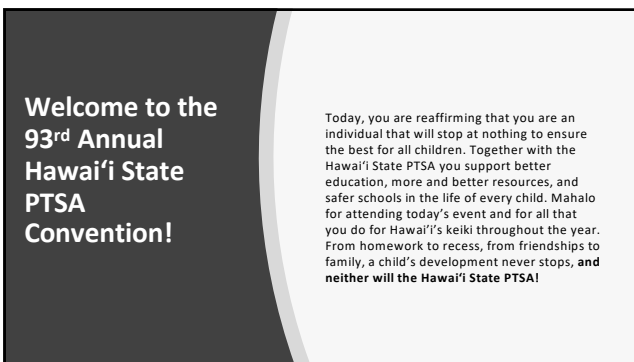 Welcome to the
93rd Annual
Hawaiʻi State
PTSA
Convention!
Today, you are reaffirming that you are an
individual that will stop at nothing to ensure
the best for all children. Together with the
Hawaiʻi State PTSA you support better
education, more and better resources, and
safer schools in the life of every child. Mahalo
for attending today's event and for all that
you do for Hawai'i's keiki throughout the year.
From homework to recess, from friendships to
family, a child's development never stops, and
neither will the Hawaiʻi State PTSA!